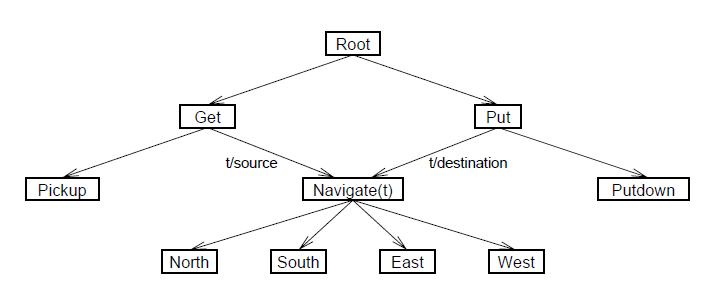 Root
Get
Put
t/source
t/destination
Pickup
Navigate(t)
Putdown
North
South
East
West